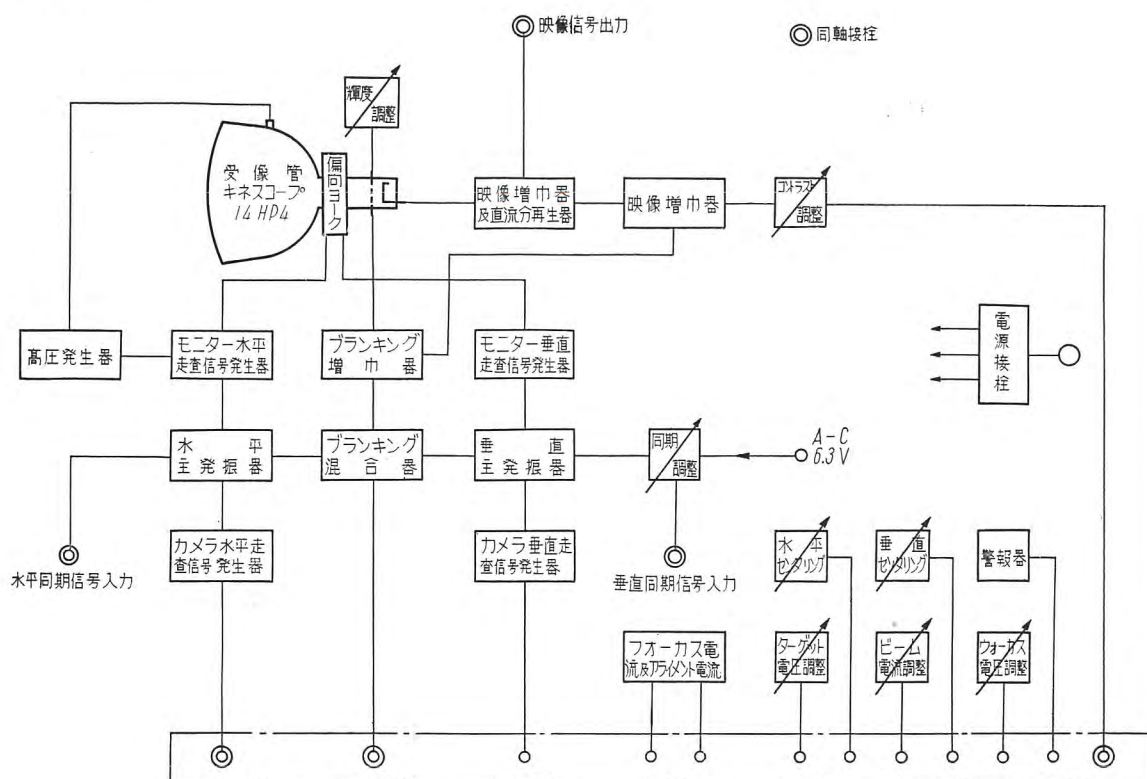 映像信号出力
同軸接栓
輝度
調整
受像管
キネスコープ
14HP4
偏向ヨーク
映像増巾器
及直流分再生器
映像増巾器
コントラスト
調整
高圧発生器
モニター水平
走査信号発生器
ブランキング
増巾器
モニター垂直
走査信号発生器
電源接栓
水平
主発振器
ブランキング
混合器
垂直
主発振器
同期
調整
A-C
6.3V
カメラ水平走
査信号発生器
カメラ垂直走
査信号発生器
水平
センタリング
垂直
センタリング
警報器
水平同期信号入力
垂直同期信号入力
フオーカス電
流及アライメント電流
ターゲット
電圧調整
ビーム
電流調整
ウォーカス
電圧調整